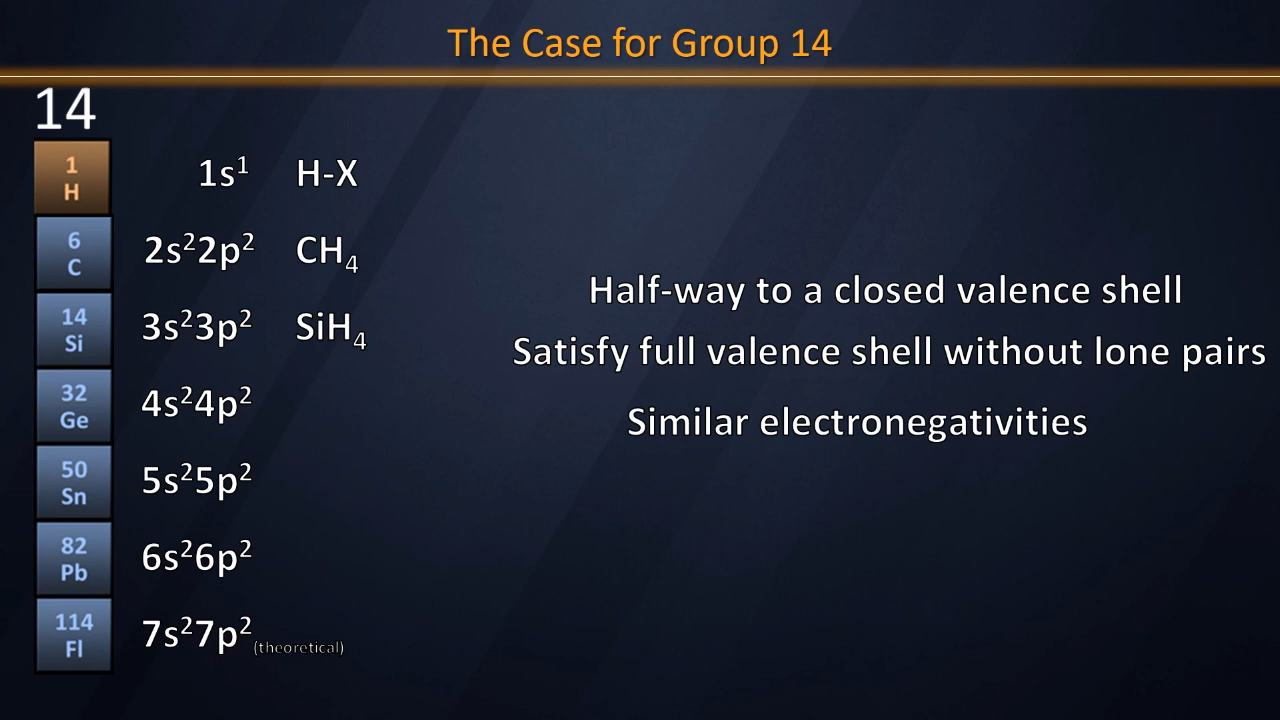 The Case for Group 14
14
1
H
1s¹ H-X
6
C
2s²2p² CH₄
14
Si
3s²3p² SiH₄
Half-way to a closed valence shell
Satisfy full valence shell without lone pairs
32
Ge
4s²4p²
Similar electronegativities
50
Sn
5s²5p²
82
Pb
6s²6p²
114
Fl
7s²7p² (theoretical)